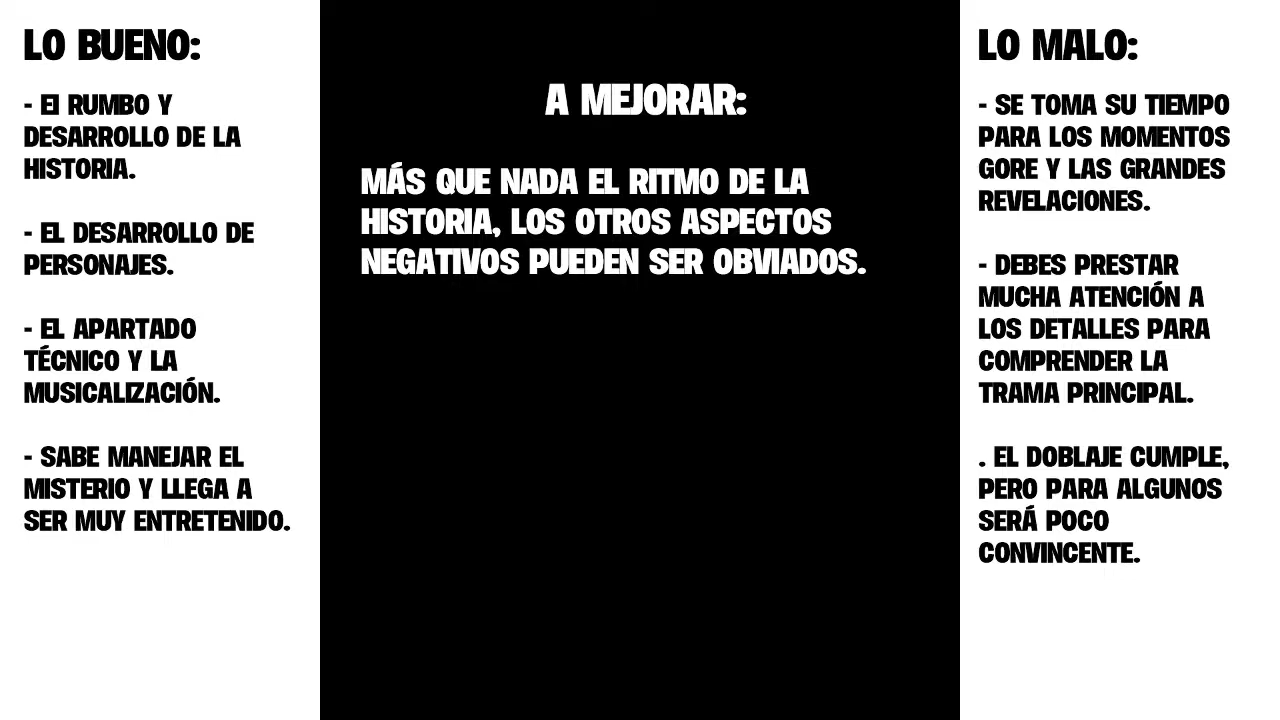 LO BUENO:
- El RUMBO Y
DESARROLLO DE LA
HISTORIA.
- EL DESARROLLO DE
PERSONAJES.
- EL APARTADO
TÉCNICO Y LA
MUSICALIZACIÓN.
- SABE MANEJAR EL
MISTERIO Y LLEGA A
SER MUY ENTRETENIDO.
A MEJORAR:
MÁS QUE NADA EL RITMO DE LA
HISTORIA, LOS OTROS ASPECTOS
NEGATIVOS PUEDEN SER OBVIADOS.
LO MALO:
- SE TOMA SU TIEMPO
PARA LOS MOMENTOS
GORE Y LAS GRANDES
REVELACIONES.
- DEBES PRESTAR
MUCHA ATENCIÓN A
LOS DETALLES PARA
COMPRENDER LA
TRAMA PRINCIPAL.
. EL DOBLAJE CUMPLE,
PERO PARA ALGUNOS
SERÁ POCO
CONVINCENTE.